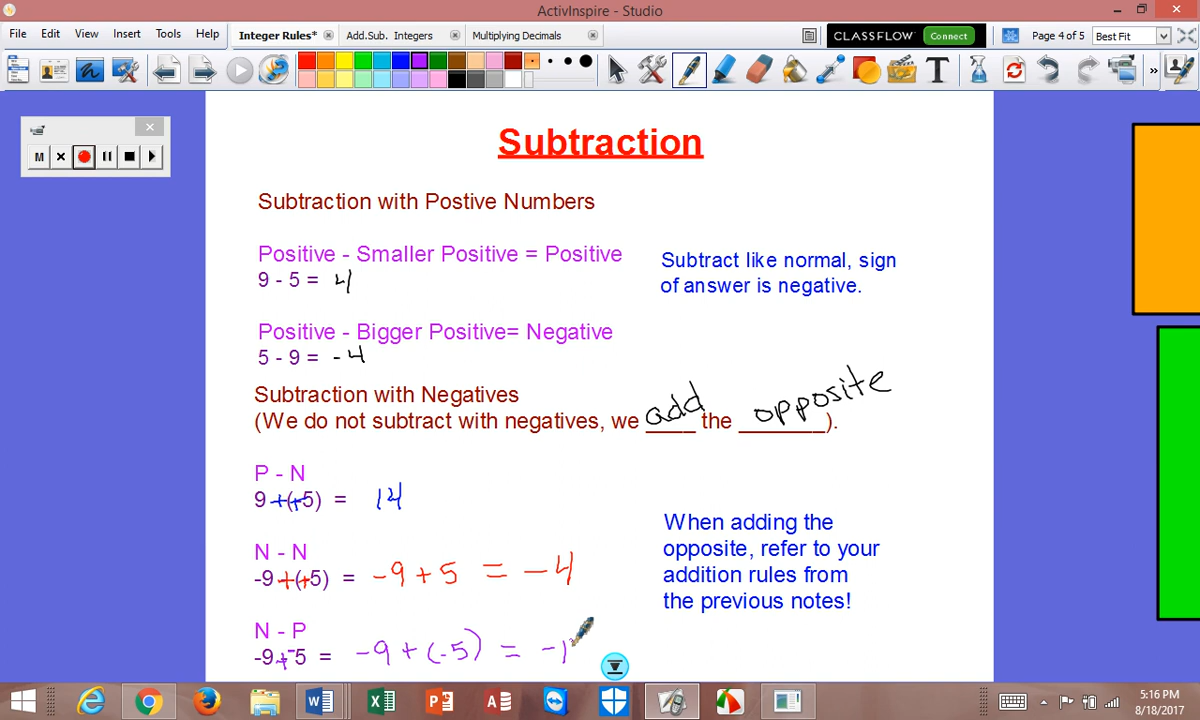 ActivInspire - Studio
File Edit View Insert Tools Help Integer Rules* Add.Sub. Integers Multiplying Decimals CLASSFLOW Connect Page 4 of 5 Best Fit
T »
M
Subtraction
Subtraction with Postive Numbers
Positive - Smaller Positive = Positive
9 - 5 = 4
Subtract like normal, sign
of answer is negative.
Positive - Bigger Positive= Negative
5 - 9 = -4
Subtraction with Negatives
(We do not subtract with negatives, we add the opposite).
P - N
9 +(+5) = 14
N - N
-9 +(+5) = -9 + 5 = -4
When adding the
opposite, refer to your
addition rules from
the previous notes!
N - P
-9 + -5 = -9 + (-5) = -1
5:16 PM
8/18/2017